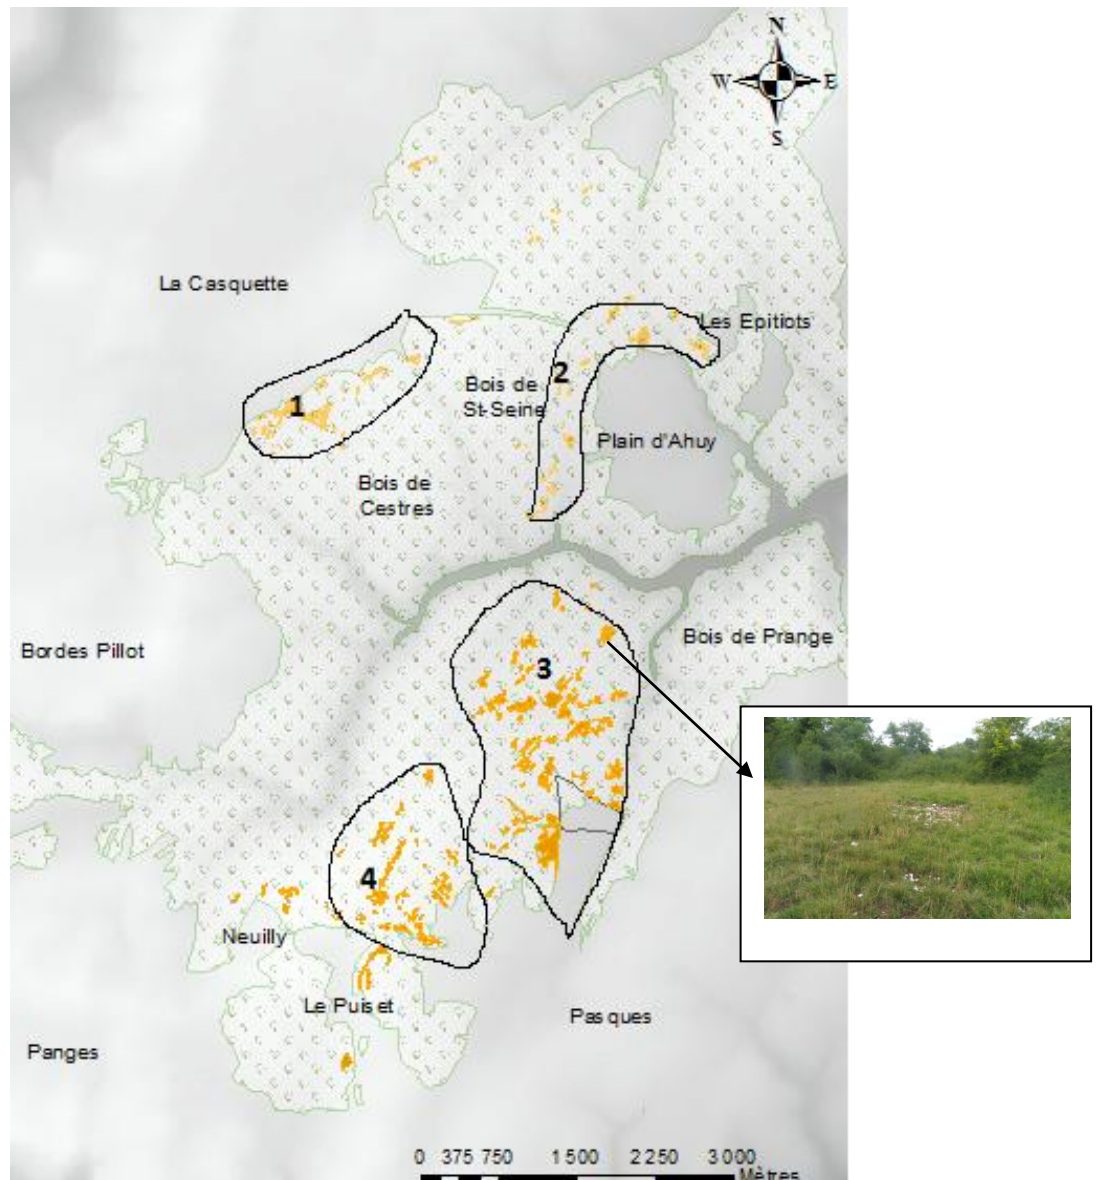 N
W E
S
La Casquette
Les Epitiots
1
2
Bois de
St-Seine
Plain d'Ahuy
Bois de
Cestres
Bois de Prange
Bordes Pillot
3
4
Neuilly
Le Puiset
Pasques
Panges
0 375 750 1 500 2 250 3 000
Mètres